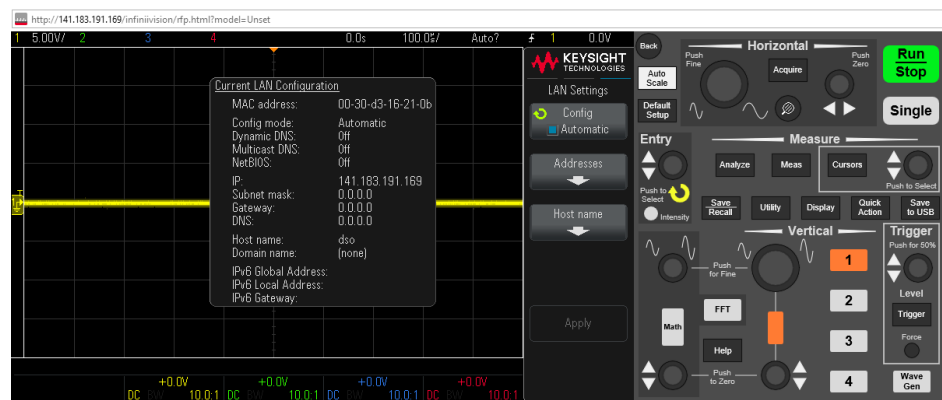 http://141.183.191.169/infiniivision/rfp.html?model=Unset
1 5.00V/ 2 3 4 0.0s 100.0%/ Auto? 1 0.0V
KEYSIGHT
TECHNOLOGIES
LAN Settings
Config
Automatic
Addresses
Host name
Apply
Current LAN Configuration
MAC address: 00-30-d3-16-21-0b
Config mode: Automatic
Dynamic DNS: Off
Multicast DNS: Off
NetBIOS: Off
IP: 141.183.191.169
Subnet mask: 0.0.0.0
Gateway: 0.0.0.0
DNS: 0.0.0.0
Host name: dso
Domain name: (none)
IPv6 Global Address:
IPv6 Local Address:
IPv6 Gateway:
+0.0V +0.0V +0.0V +0.0V
DC BW 10.0:1 DC BW 10.0:1 DC BW 10.0:1 DC BW 10.0:1
Back
Horizontal
Push
Fine
Push
Zero
Run
Stop
Auto
Scale
Acquire
Default
Setup
Single
Entry
Measure
Analyze
Meas
Cursors
Push to
Select
Push to Select
Intensity
Save
Recall
Utility
Display
Quick
Action
Save
to USB
Vertical
Trigger
Push for 50%
Push
for Fine
1
Level
FFT
2
Trigger
Math
Force
Help
3
Push
to Zero
4
Wave
Gen